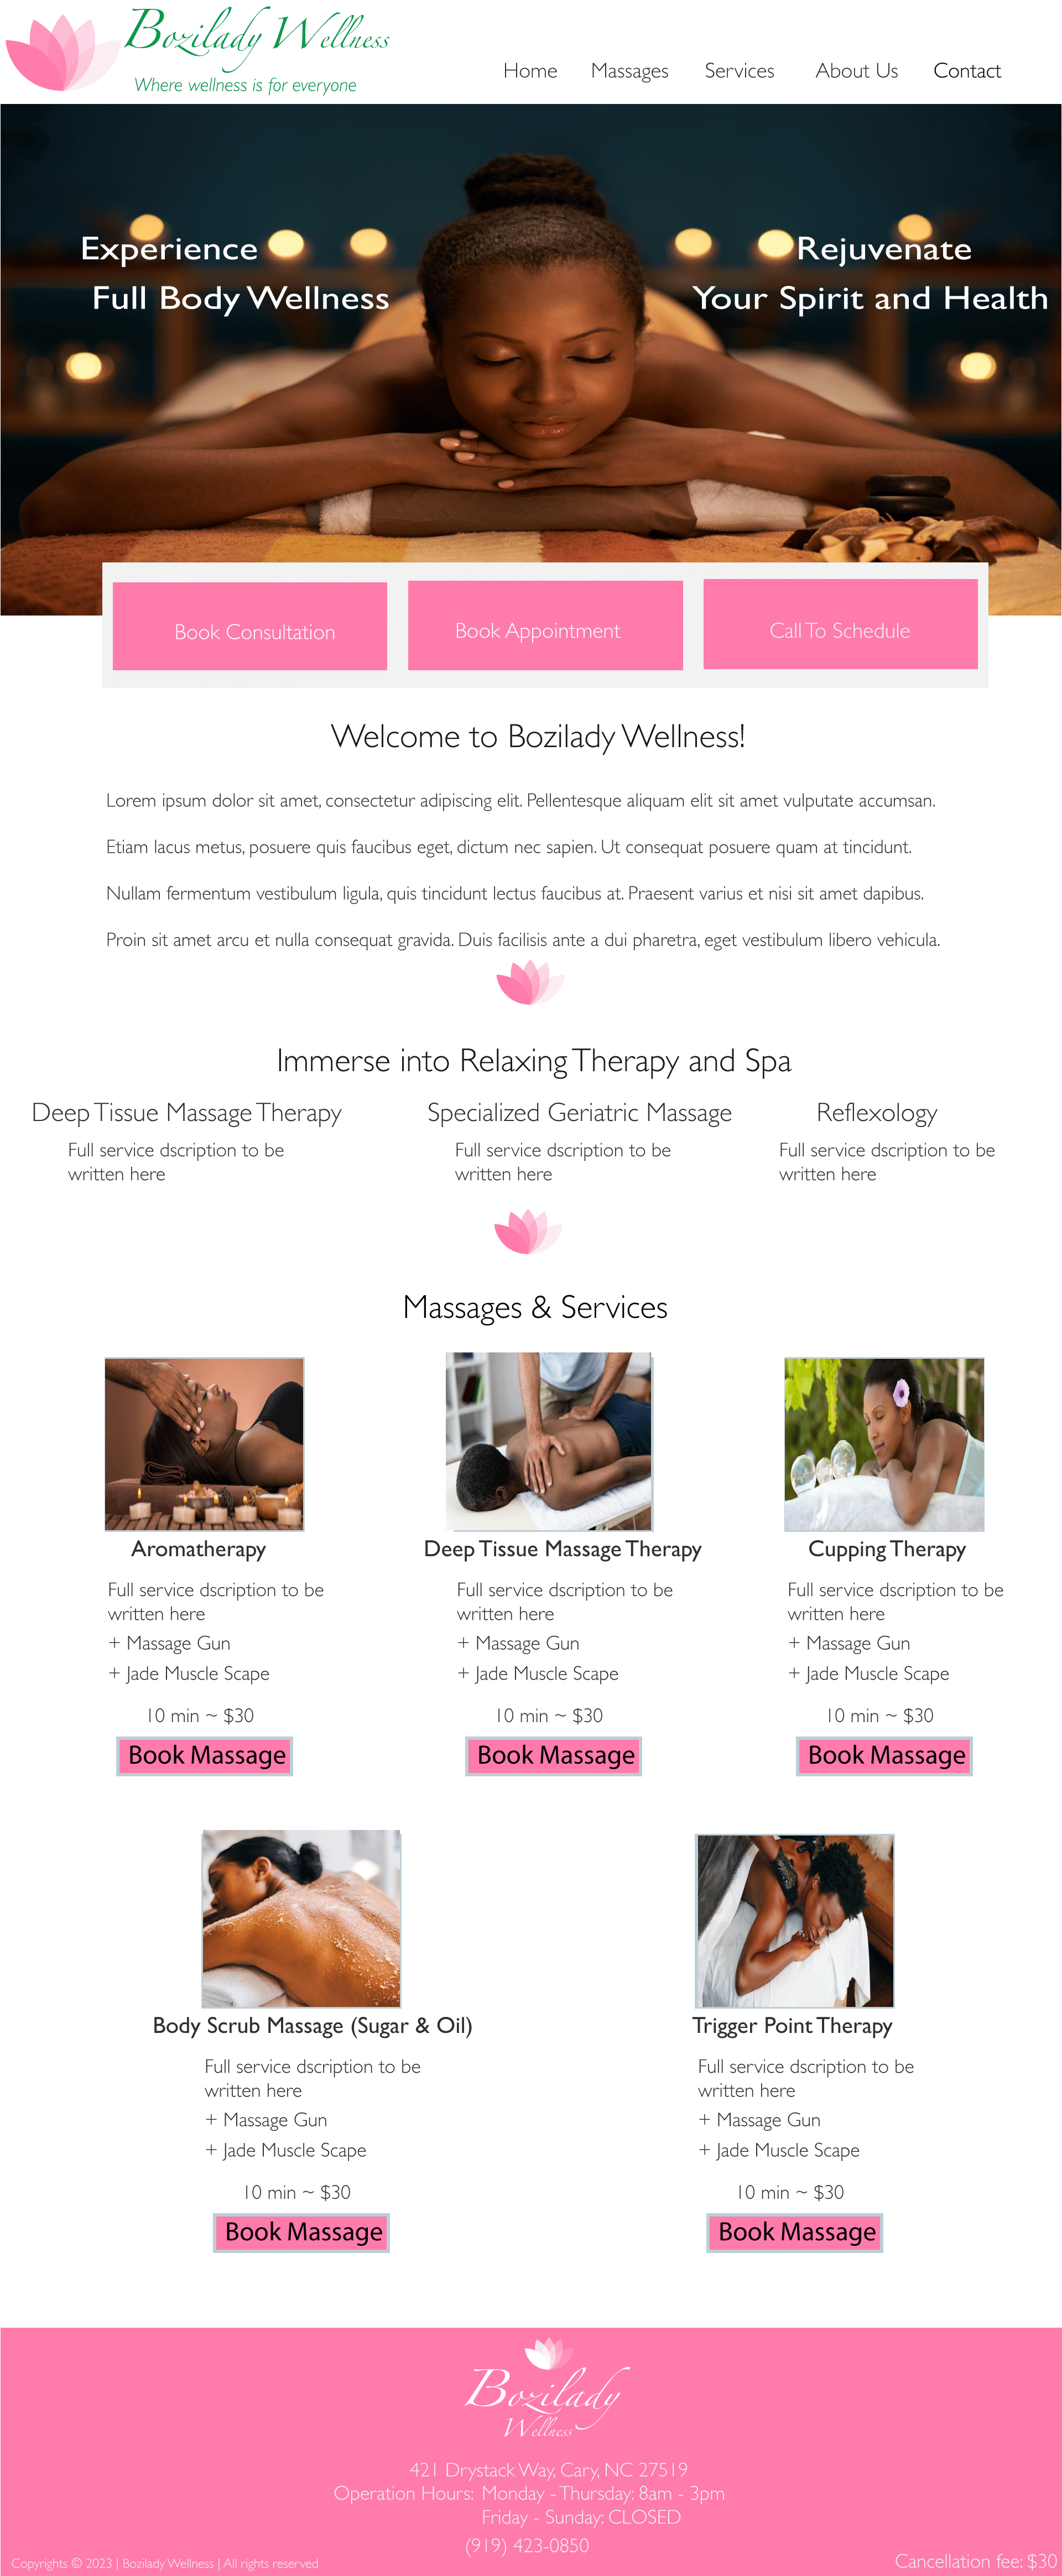 Bozilady Wellness
Where wellness is for everyone
Home Massages Services About Us Contact
Experience
Full Body Wellness
Rejuvenate
Your Spirit and Health
Book Consultation
Book Appointment
Call To Schedule
Welcome to Bozilady Wellness!
Lorem ipsum dolor sit amet, consectetur adipiscing elit. Pellentesque aliquam elit sit amet vulputate accumsan.
Etiam lacus metus, posuere quis faucibus eget, dictum nec sapien. Ut consequat posuere quam at tincidunt.
Nullam fermentum vestibulum ligula, quis tincidunt lectus faucibus at. Praesent varius et nisi sit amet dapibus.
Proin sit amet arcu et nulla consequat gravida. Duis facilisis ante a dui pharetra, eget vestibulum libero vehicula.
Immerse into Relaxing Therapy and Spa
Deep Tissue Massage Therapy
Full service dscription to be
written here
Specialized Geriatric Massage
Full service dscription to be
written here
Reflexology
Full service dscription to be
written here
Massages & Services
Aromatherapy
Full service dscription to be
written here
+ Massage Gun
+ Jade Muscle Scape
10 min ~ $30
Book Massage
Deep Tissue Massage Therapy
Full service dscription to be
written here
+ Massage Gun
+ Jade Muscle Scape
10 min ~ $30
Book Massage
Cupping Therapy
Full service dscription to be
written here
+ Massage Gun
+ Jade Muscle Scape
10 min ~ $30
Book Massage
Body Scrub Massage (Sugar & Oil)
Full service dscription to be
written here
+ Massage Gun
+ Jade Muscle Scape
10 min ~ $30
Book Massage
Trigger Point Therapy
Full service dscription to be
written here
+ Massage Gun
+ Jade Muscle Scape
10 min ~ $30
Book Massage
Bozilady
Wellness
421 Drystack Way, Cary, NC 27519
Operation Hours: Monday - Thursday: 8am - 3pm
Friday - Sunday: CLOSED
(919) 423-0850
Copyrights © 2023 | Bozilady Wellness | All rights reserved
Cancellation fee: $30